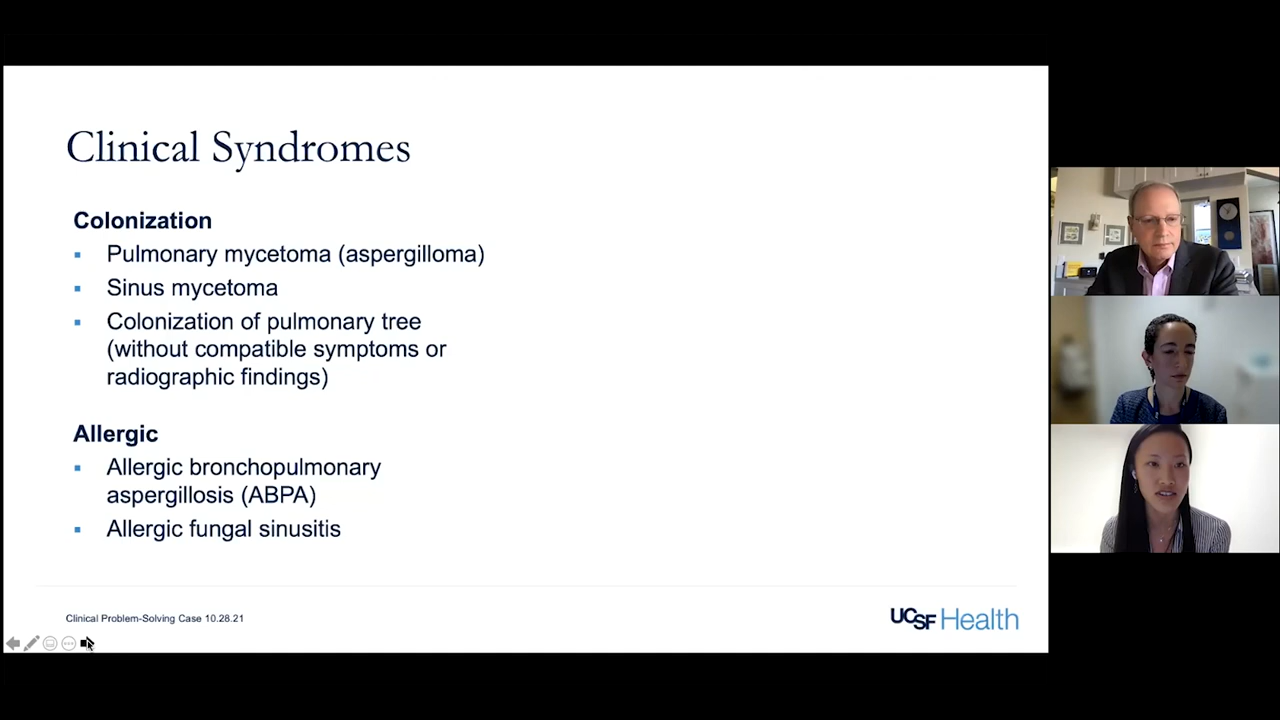 Clinical Syndromes
Colonization
Pulmonary mycetoma (aspergilloma)
Sinus mycetoma
Colonization of pulmonary tree
(without compatible symptoms or
radiographic findings)
Allergic
Allergic bronchopulmonary
aspergillosis (ABPA)
Allergic fungal sinusitis
Clinical Problem-Solving Case 10.28.21
UCSF Health